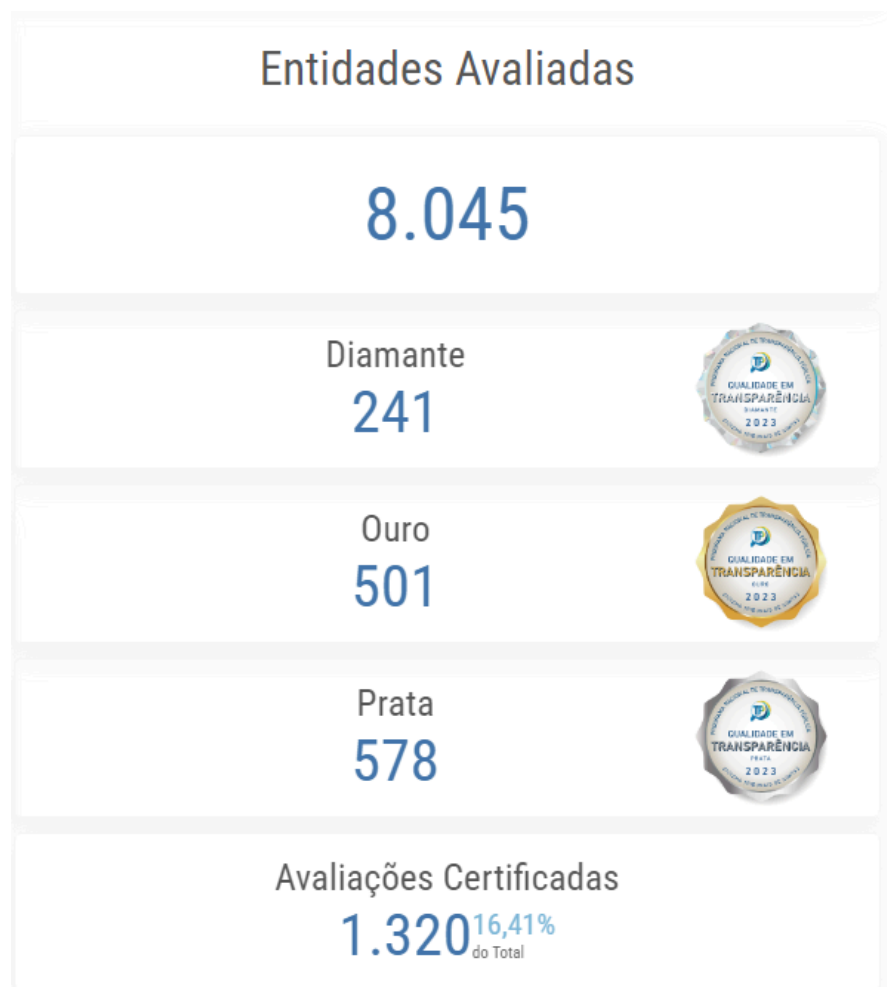 Entidades Avaliadas
8.045
Diamante
241
QUALIDADE EM
TRANSPARÊNCIA
DIAMANTE
2023
Ouro
501
QUALIDADE EM
TRANSPARÊNCIA
OURO
2023
Prata
578
QUALIDADE EM
TRANSPARÊNCIA
PRATA
2023
Avaliações Certificadas
1.320 16,41%
do Total